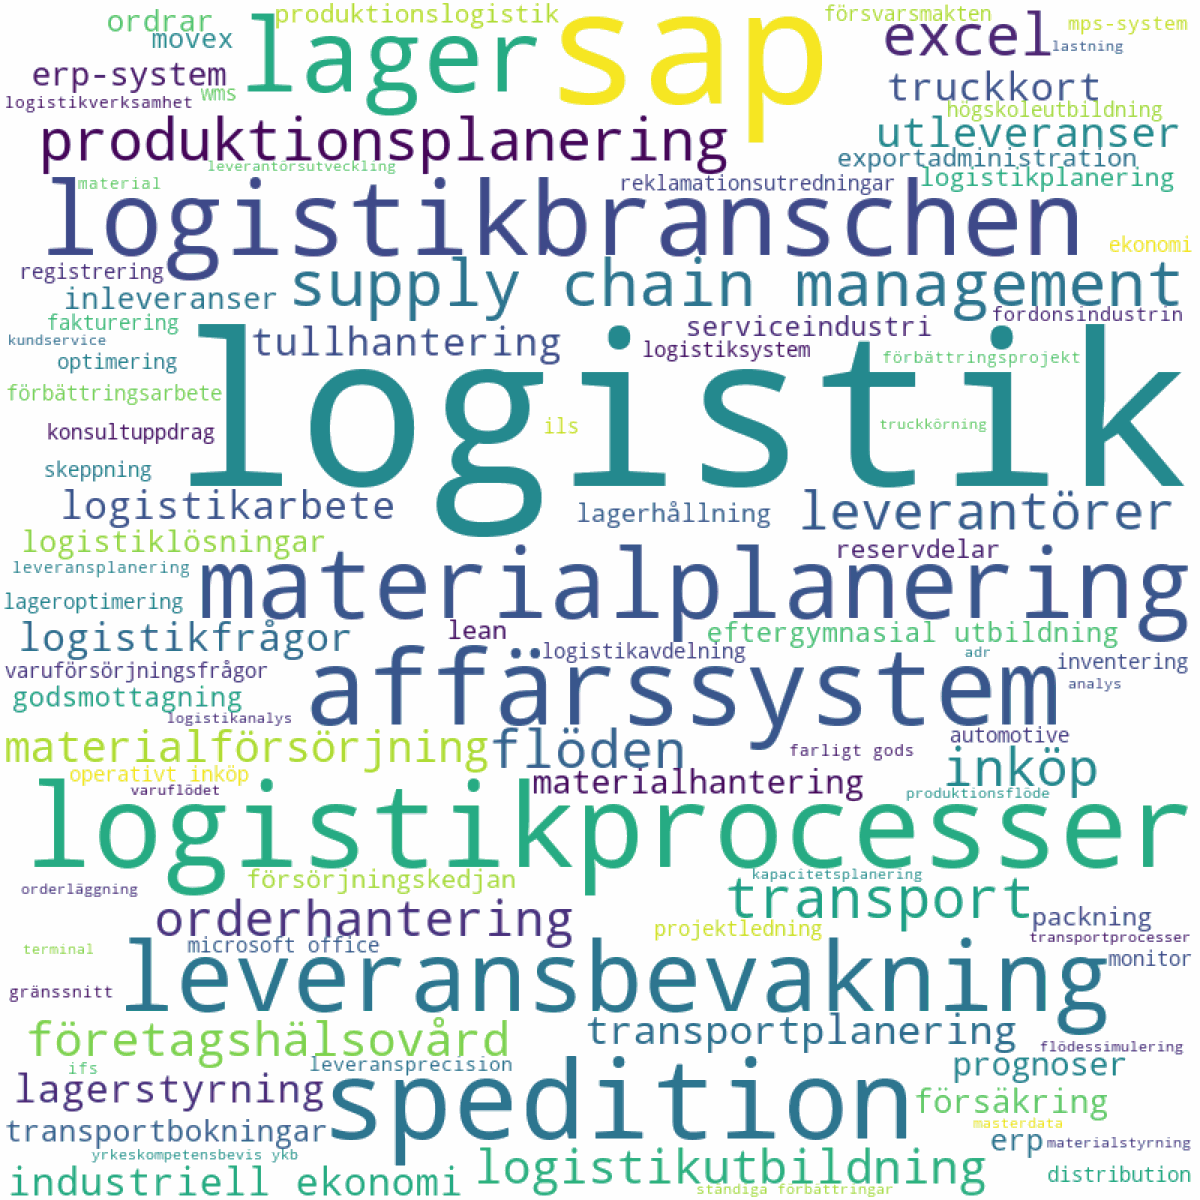 ordrar
produktionslogistik
lager
sap
försvarsmakten
mps-system
movex
excel
lastning
erp-system
wms
truckkort
logistikverksamhet
högskoleutbildning
produktionsplanering
utleveranser
leverantörsutveckling
exportadministration
material
reklamationsutredningar
logistikplanering
logistikbranschen
ekonomi
registrering
supply chain management
inleveranser
fordonsindustrin
fakturering
tullhantering
serviceindustri
kundservice
logistiksystem
optimering
förbättringsprojekt
logistik
förbättringsarbete
konsultuppdrag
ils
truckkörning
skeppning
logistikarbete
lagerhållning
leverantörer
logistiklösningar
reservdelar
leveransplanering
materialplanering
lageroptimering
logistikfrågor
lean
eftergymnasial utbildning
logistikavdelning
adr
varuförsörjningsfrågor
affärssystem
inventering
godsmottagning
analys
logistikanalys
materialförsörjning
flöden
automotive
farligt gods
operativt inköp
materialhantering
inköp
varuflödet
produktionsflöde
logistikprocesser
orderläggning
försörjningskedjan
kapacitetsplanering
transport
orderhantering
packning
projektledning
microsoft office
transportprocesser
terminal
leveransbevakning
monitor
gränssnitt
företagshälsovård
transportplanering
flödessimulering
ifs
leveransprecision
prognoser
lagerstyrning
spedition
försäkring
masterdata
transportbokningar
erp
materialstyrning
yrkeskompetensbevis ykb
industriell ekonomi
logistikutbildning
distribution
ständiga förbättringar